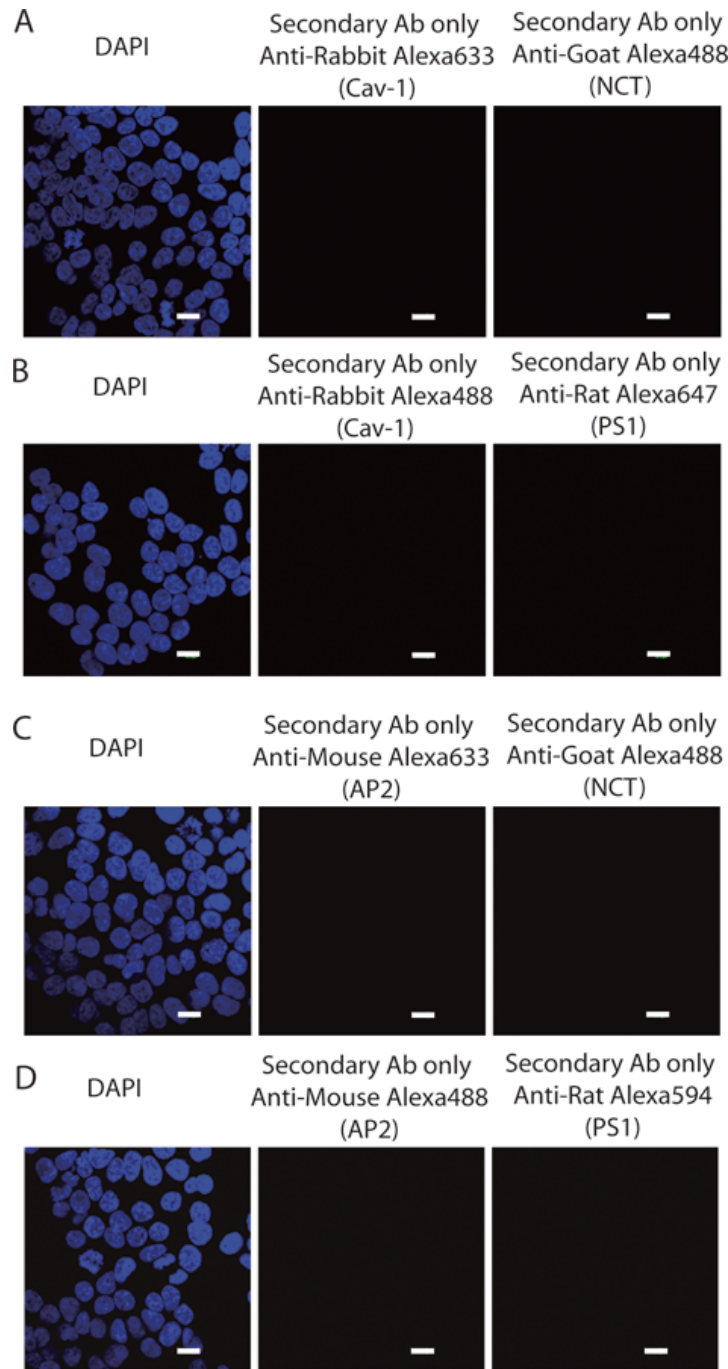 A
DAPI
Secondary Ab only
Anti-Rabbit Alexa633
(Cav-1)
Secondary Ab only
Anti-Goat Alexa488
(NCT)
B
DAPI
Secondary Ab only
Anti-Rabbit Alexa488
(Cav-1)
Secondary Ab only
Anti-Rat Alexa647
(PS1)
C
DAPI
Secondary Ab only
Anti-Mouse Alexa633
(AP2)
Secondary Ab only
Anti-Goat Alexa488
(NCT)
D
DAPI
Secondary Ab only
Anti-Mouse Alexa488
(AP2)
Secondary Ab only
Anti-Rat Alexa594
(PS1)